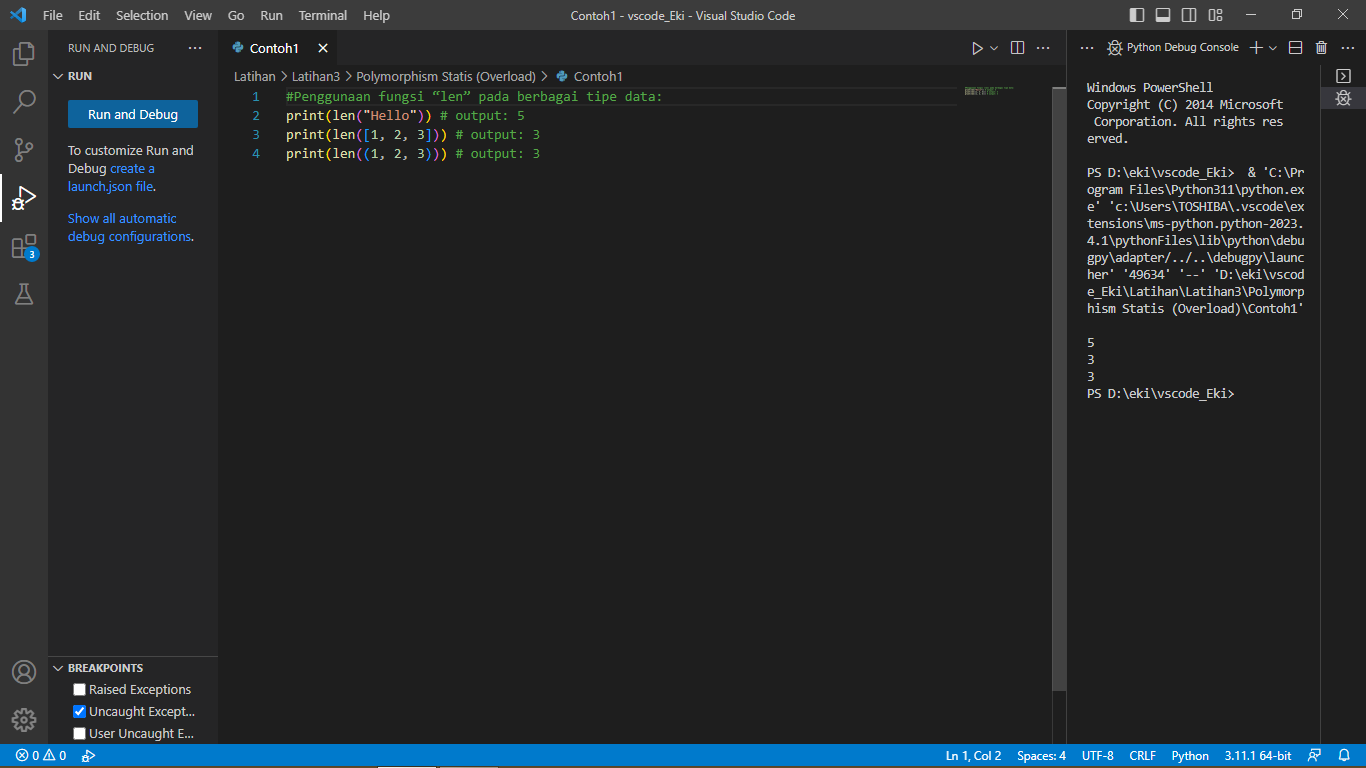 File Edit Selection View Go Run Terminal Help
Contoh1 - vscode_Eki - Visual Studio Code
RUN AND DEBUG
RUN
Run and Debug
To customize Run and
Debug create a
launch.json file.
Show all automatic
debug configurations.
3
BREAKPOINTS
Raised Exceptions
Uncaught Except...
User Uncaught E...
Contoh1
Latihan > Latihan3 > Polymorphism Statis (Overload) > Contoh1
1 #Penggunaan fungsi “len” pada berbagai tipe data:
2 print(len("Hello")) # output: 5
3 print(len([1, 2, 3])) # output: 3
4 print(len((1, 2, 3))) # output: 3
Python Debug Console
Windows PowerShell
Copyright (C) 2014 Microsoft
 Corporation. All rights res
erved.
PS D:\eki\vscode_Eki>  & 'C:\Pr
ogram Files\Python311\python.ex
e' 'c:\Users\TOSHIBA\.vscode\ex
tensions\ms-python.python-2023.
4.1\pythonFiles\lib\python\debu
gpy\adapter/../..\debugpy\launc
her' '49634' '--' 'D:\eki\vscod
e_Eki\Latihan\Latihan3\Polymorp
hism Statis (Overload)\Contoh1'
5
3
3
PS D:\eki\vscode_Eki>
0 0
Ln 1, Col 2 Spaces: 4 UTF-8 CRLF Python 3.11.1 64-bit